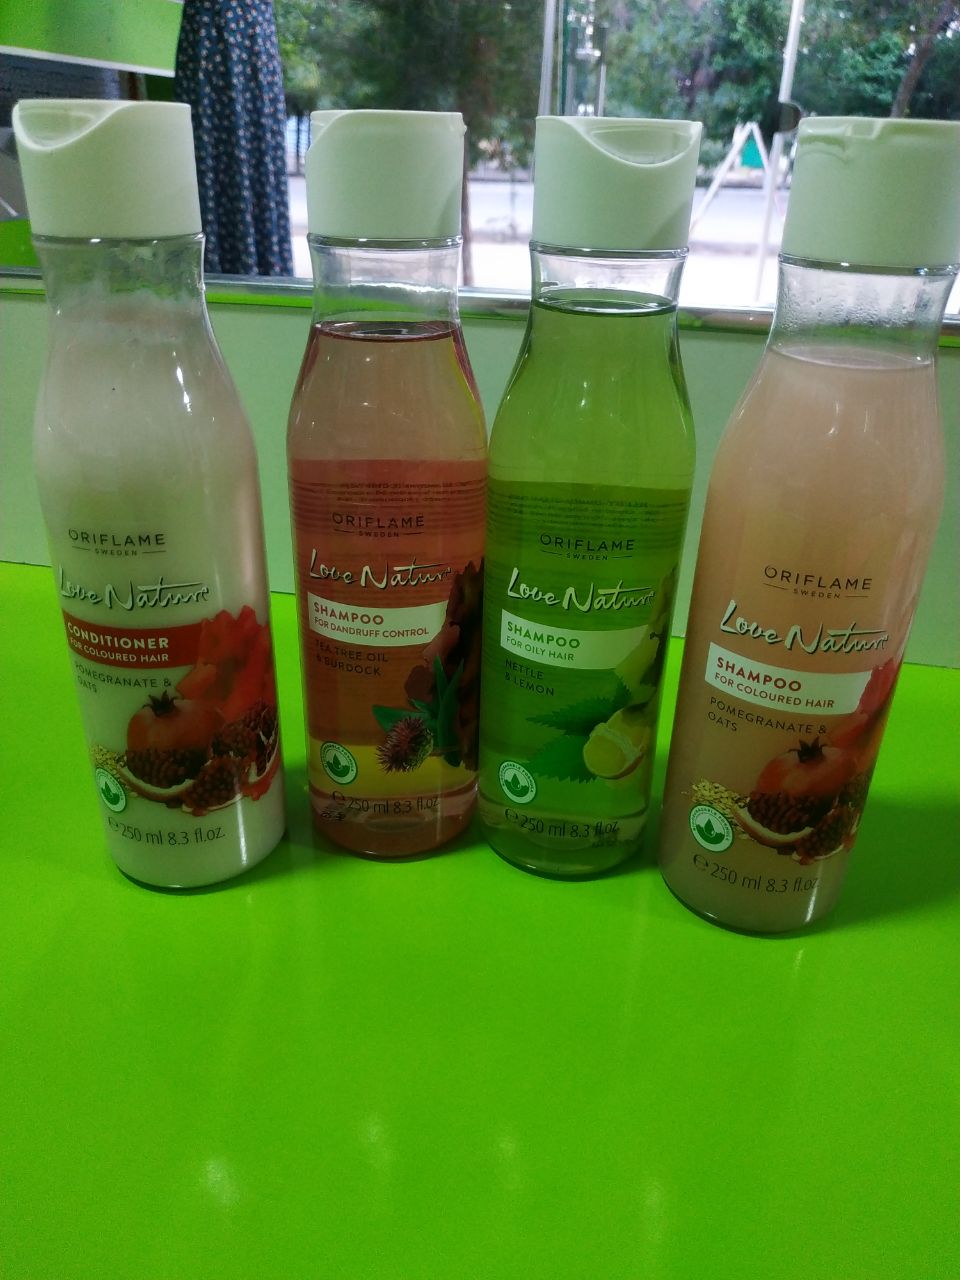 ORIFLAME
SWEDEN
Love Nature
CONDITIONER
FOR COLOURED HAIR
POMEGRANATE &
OATS
℮ 250 ml 8.3 fl.oz.
ORIFLAME
SWEDEN
Love Nature
SHAMPOO
FOR DANDRUFF CONTROL
TEA TREE OIL
& BURDOCK
℮ 250 ml 8.3 fl.oz.
ORIFLAME
SWEDEN
Love Nature
SHAMPOO
FOR OILY HAIR
NETTLE
& LEMON
℮ 250 ml 8.3 fl.oz.
ORIFLAME
SWEDEN
Love Nature
SHAMPOO
FOR COLOURED HAIR
POMEGRANATE &
OATS
℮ 250 ml 8.3 fl.oz.